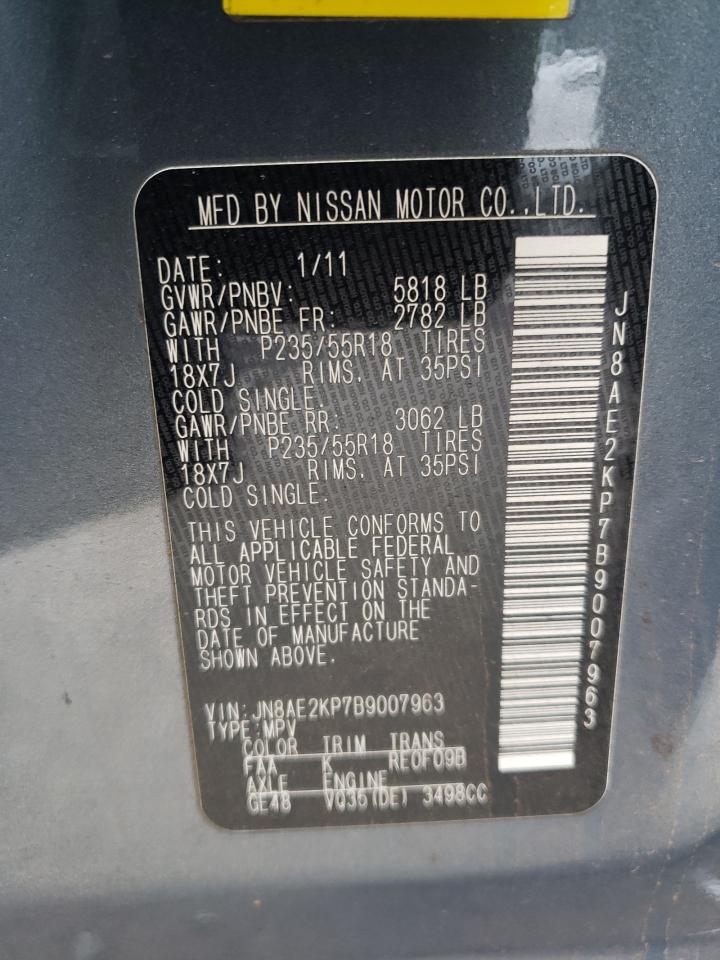 MFD BY NISSAN MOTOR CO.,LTD.
DATE: 1/11
GVWR/PNBV: 5818 LB
GAWR/PNBE FR: 2782 LB
WITH P235/55R18 TIRES
18X7J RIMS, AT 35PSI
COLD SINGLE.
GAWR/PNBE RR: 3062 LB
WITH P235/55R18 TIRES
18X7J RIMS, AT 35PSI
COLD SINGLE.
THIS VEHICLE CONFORMS TO
ALL APPLICABLE FEDERAL
MOTOR VEHICLE SAFETY AND
THEFT PREVENTION STANDA-
RDS IN EFFECT ON THE
DATE OF MANUFACTURE
SHOWN ABOVE.
VIN:JN8AE2KP7B9007963
TYPE:MPV
COLOR TRIM TRANS
FAA K RE0F09B
AXLE ENGINE
GE48 VQ35(DE) 3498CC
JN8AE2KP7B9007963